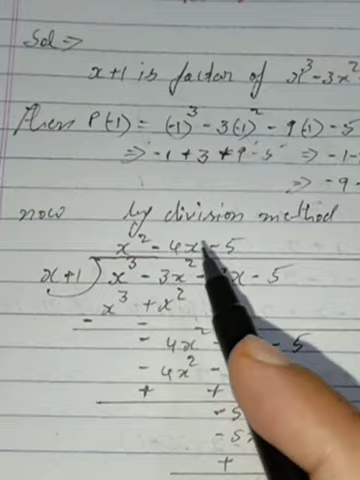 Sol ⇒
x+1 is factor of x³-3x²
then P(-1) = (-1)³ - 3(-1)² - 9(-1) - 5
⇒ -1 + 3 + 9 - 5 ⇒ -1 -
⇒ -9 -
now by division method
x² - 4x - 5
x+1 ) x³ - 3x² - x - 5
x³ + x²
- -
- 4x² - - 5
- 4x² -
+ +
- 5
- 5
+